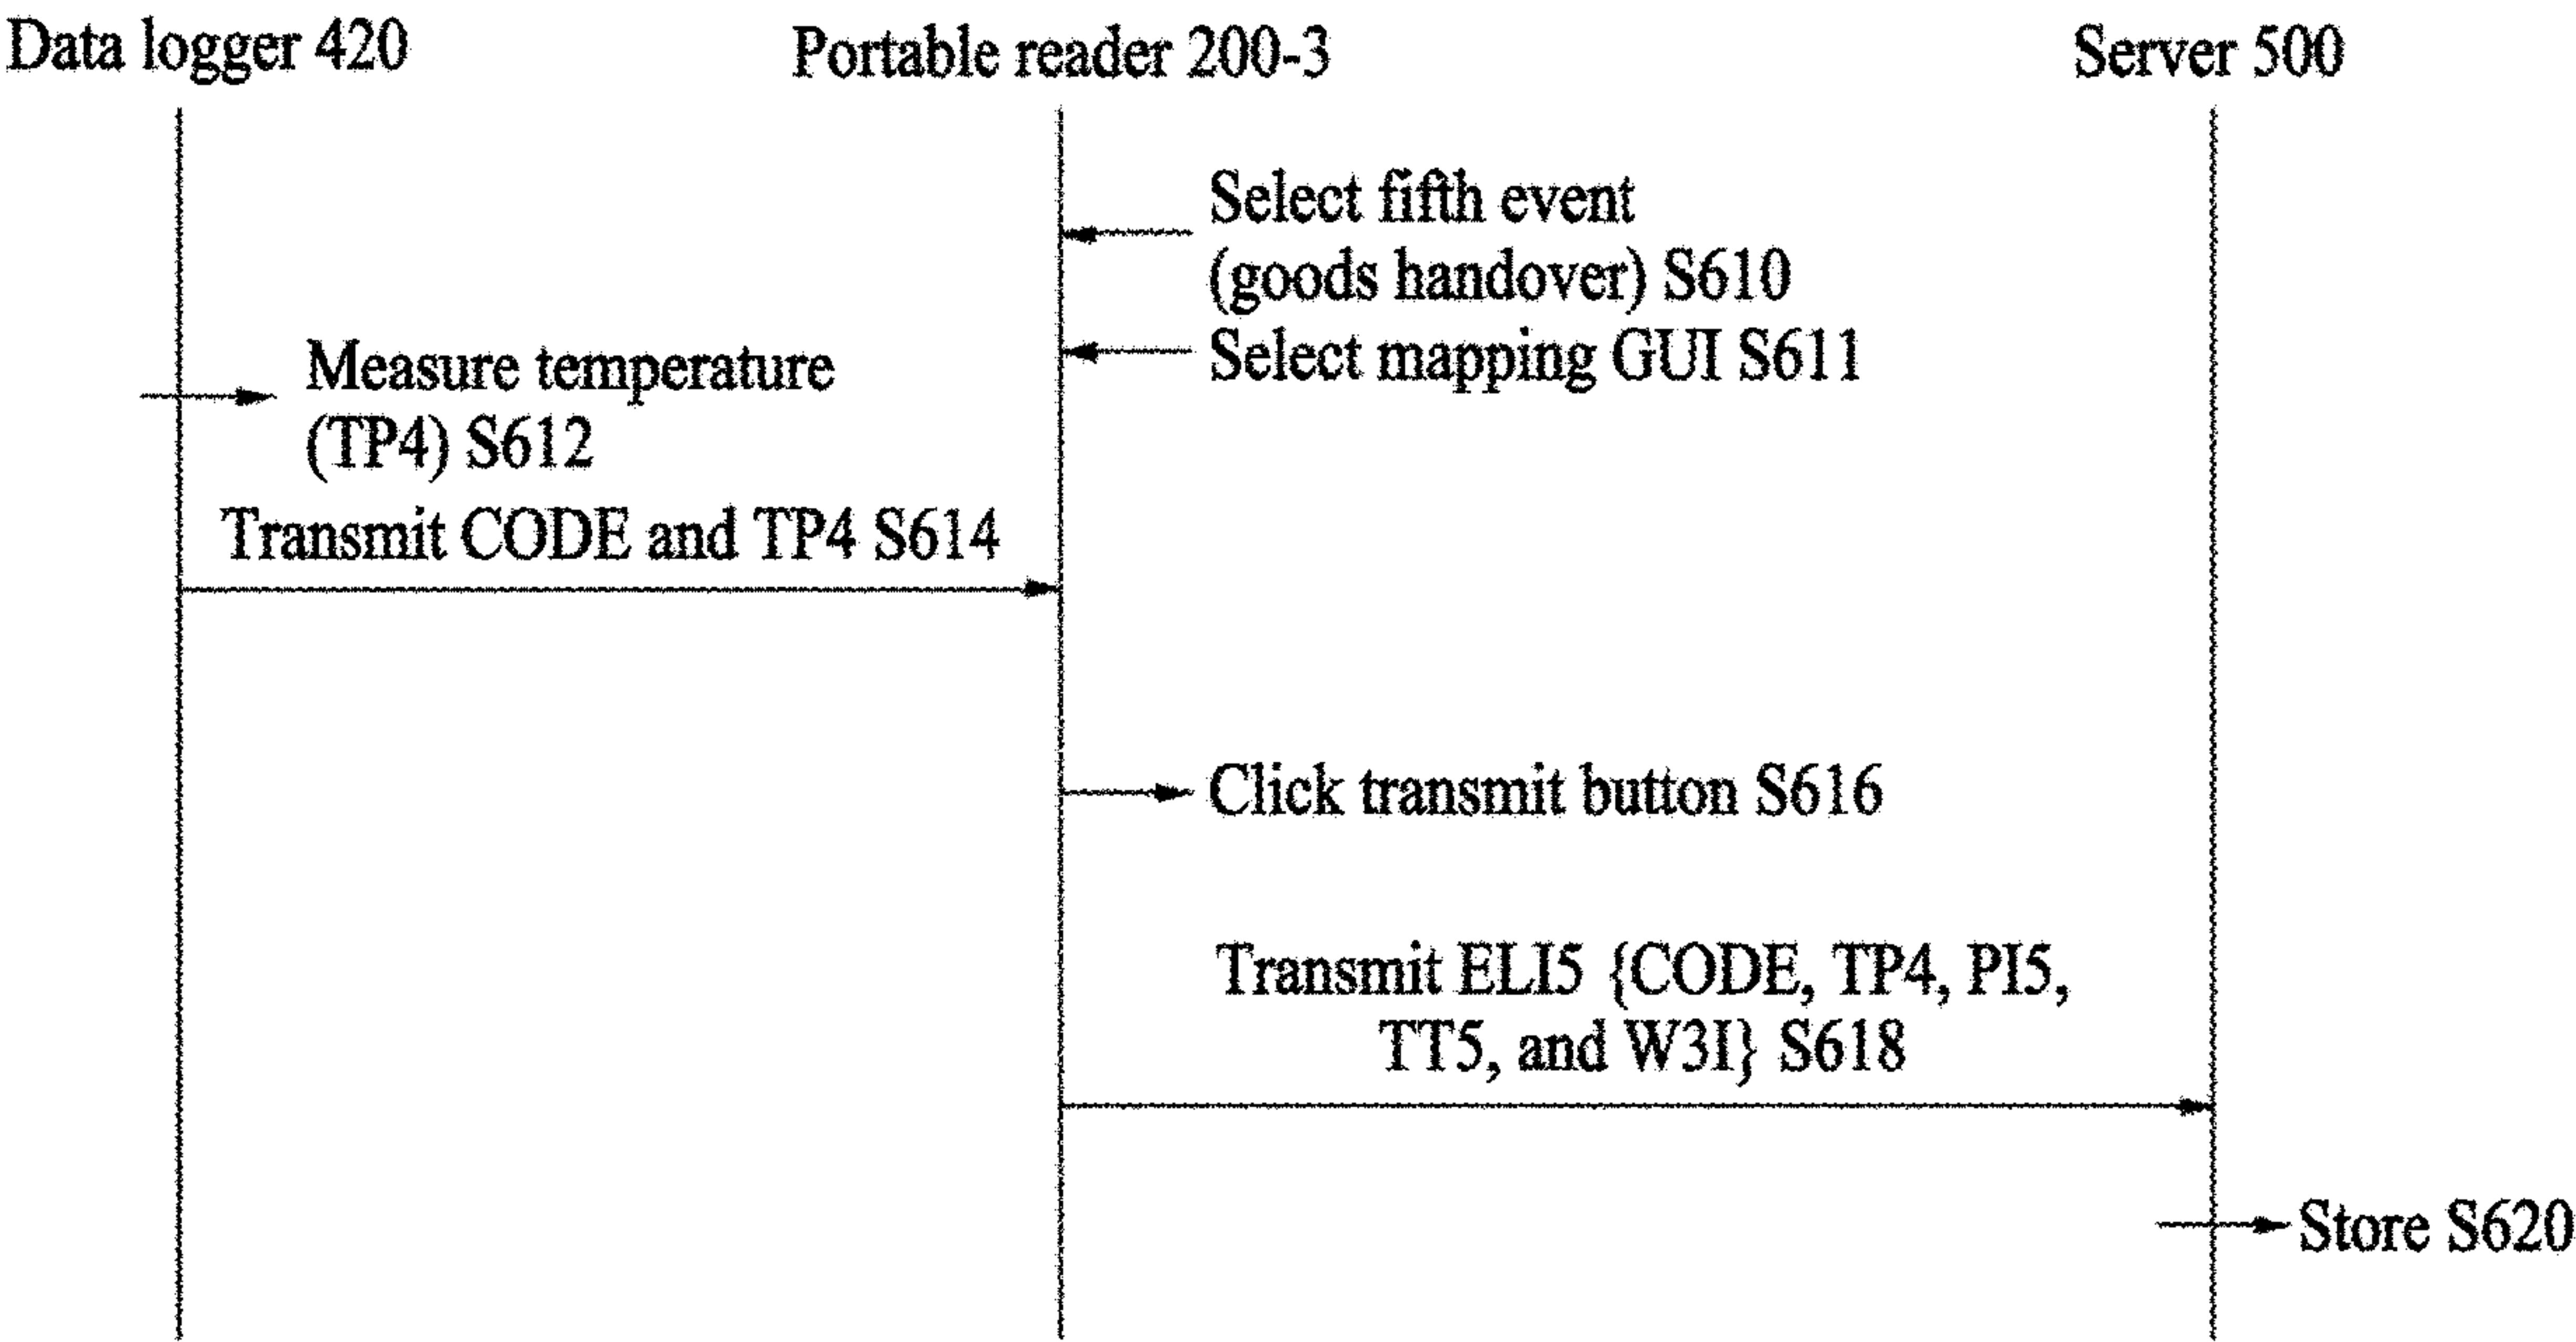 Data logger 420
Portable reader 200-3
Server 500
Select fifth event
(goods handover) S610
Select mapping GUI S611
Measure temperature
(TP4) S612
Transmit CODE and TP4 S614
Click transmit button S616
Transmit ELI5 {CODE, TP4, PI5,
TT5, and W3I} S618
Store S620